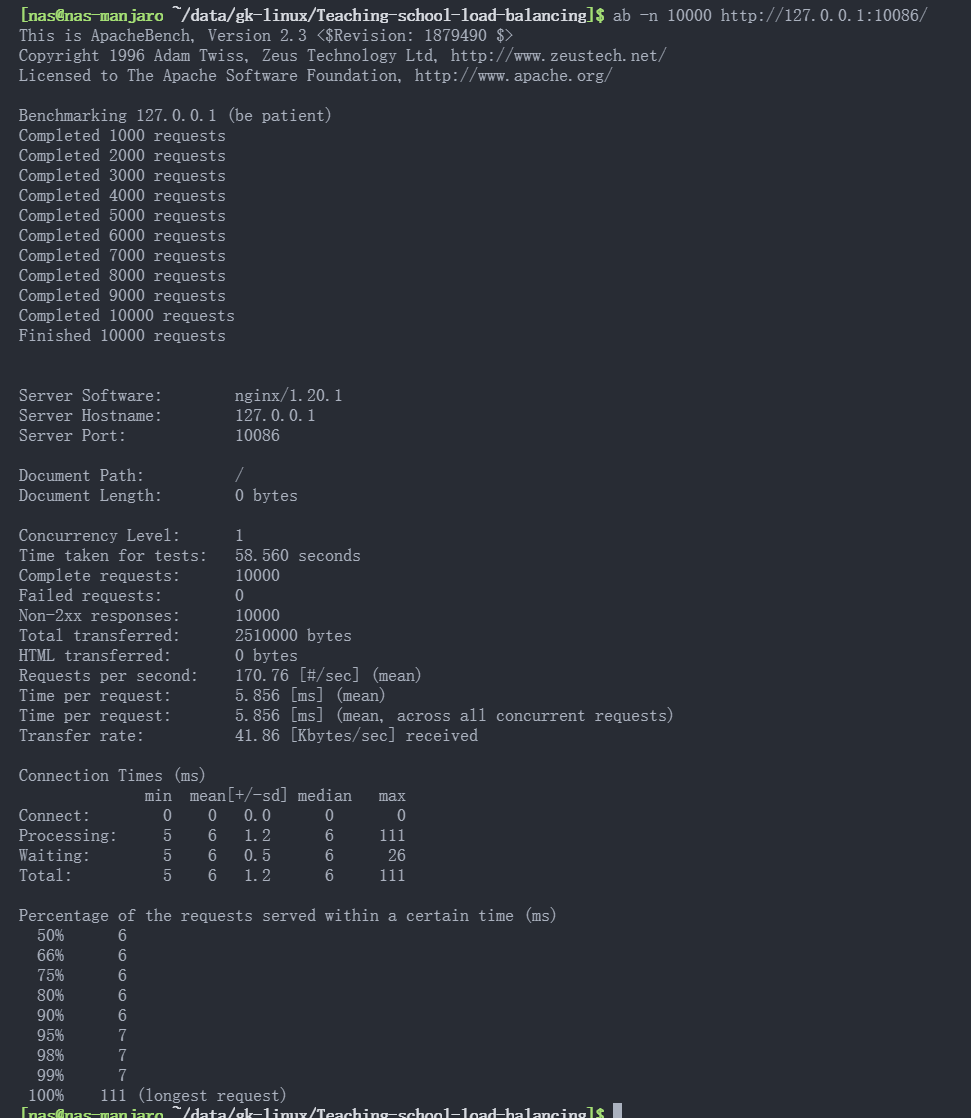 [nas@nas-manjaro ~/data/gk-linux/Teaching-school-load-balancing]$ ab -n 10000 http://127.0.0.1:10086/
This is ApacheBench, Version 2.3 <$Revision: 1879490 $>
Copyright 1996 Adam Twiss, Zeus Technology Ltd, http://www.zeustech.net/
Licensed to The Apache Software Foundation, http://www.apache.org/

Benchmarking 127.0.0.1 (be patient)
Completed 1000 requests
Completed 2000 requests
Completed 3000 requests
Completed 4000 requests
Completed 5000 requests
Completed 6000 requests
Completed 7000 requests
Completed 8000 requests
Completed 9000 requests
Completed 10000 requests
Finished 10000 requests


Server Software:        nginx/1.20.1
Server Hostname:        127.0.0.1
Server Port:            10086

Document Path:          /
Document Length:        0 bytes

Concurrency Level:      1
Time taken for tests:   58.560 seconds
Complete requests:      10000
Failed requests:        0
Non-2xx responses:      10000
Total transferred:      2510000 bytes
HTML transferred:       0 bytes
Requests per second:    170.76 [#/sec] (mean)
Time per request:       5.856 [ms] (mean)
Time per request:       5.856 [ms] (mean, across all concurrent requests)
Transfer rate:          41.86 [Kbytes/sec] received

Connection Times (ms)
              min  mean[+/-sd] median   max
Connect:        0    0   0.0      0       0
Processing:     5    6   1.2      6     111
Waiting:        5    6   0.5      6      26
Total:          5    6   1.2      6     111

Percentage of the requests served within a certain time (ms)
  50%      6
  66%      6
  75%      6
  80%      6
  90%      6
  95%      7
  98%      7
  99%      7
 100%    111 (longest request)
[nas@nas-manjaro ~/data/gk-linux/Teaching-school-load-balancing]$